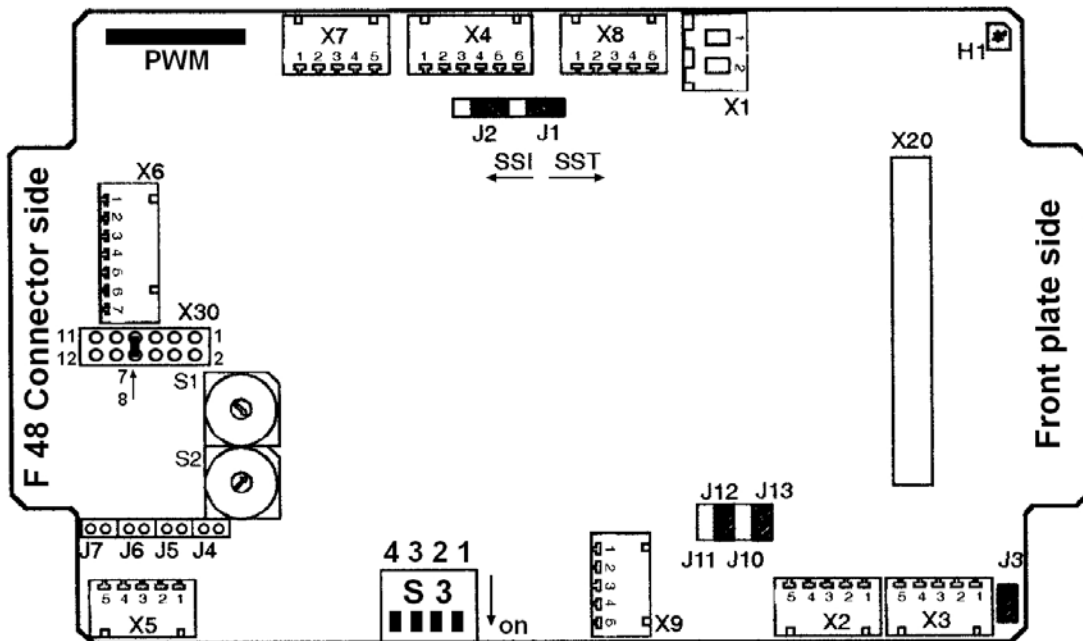 X7
X4
X8
1 2 3 4 5
1 2 3 4 5 6
1 2 3 4 5
1
2
X1
H1
PWM
J2
J1
SSI
SST
X20
F 48 Connector side
Front plate side
X6
1
2
3
4
5
6
7
X30
11
1
12
2
7
8
S1
S2
J7
J6
J5
J4
5 4 3 2 1
X5
4 3 2 1
S 3
on
1
2
3
4
5
X9
J12
J13
J11
J10
5 4 3 2 1
X2
5 4 3 2 1
X3
J3